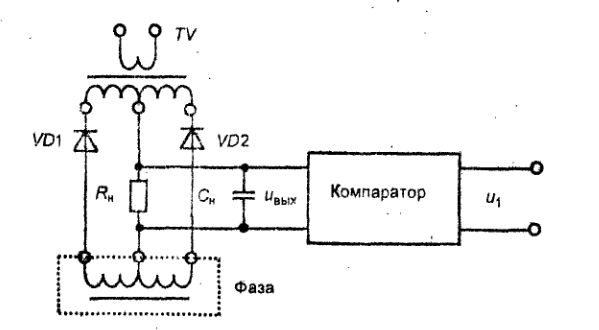 TV
VD1
VD2
Rн
Cн
uвых
Компаратор
u1
Фаза